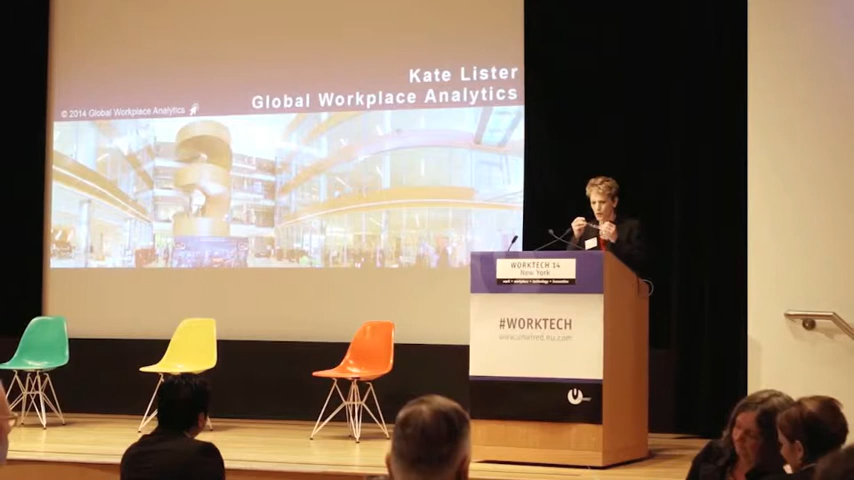 Kate Lister
Global Workplace Analytics
© 2014 Global Workplace Analytics
WORKTECH 14
New York
#WORKTECH